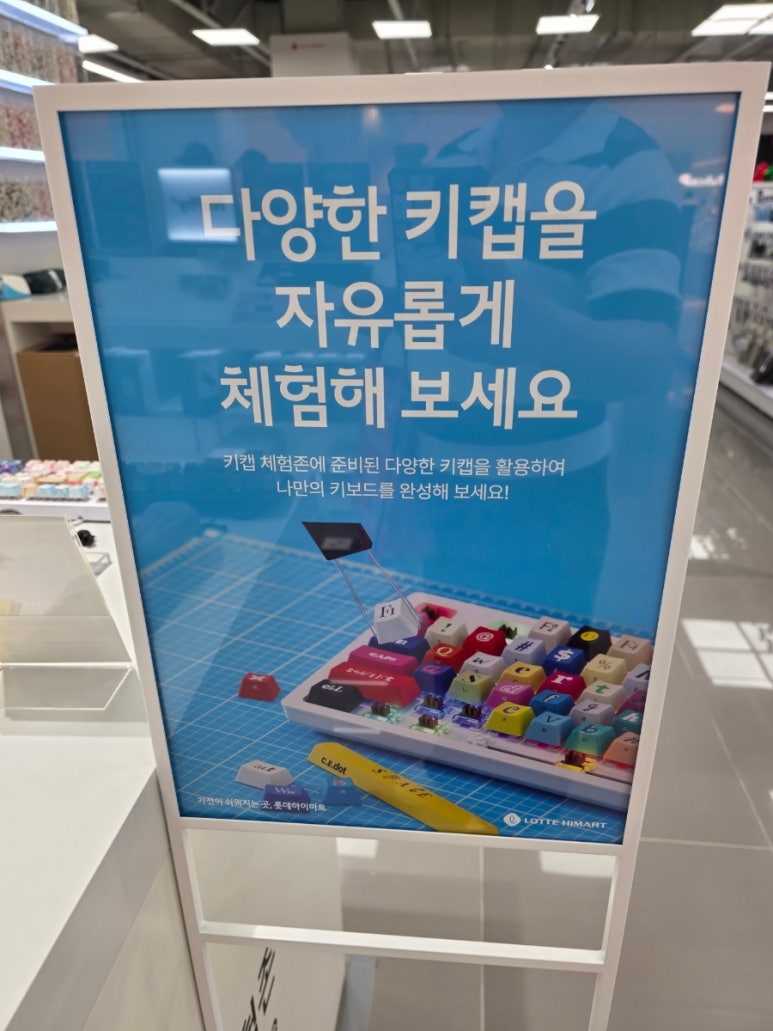 다양한 키캡을
자유롭게
체험해 보세요
키캡 체험존에 준비된 다양한 키캡을 활용하여
나만의 키보드를 완성해 보세요!
C.E.dot
SPACE
가전이 쉬워지는 곳, 롯데하이마트
LOTTE HIMART